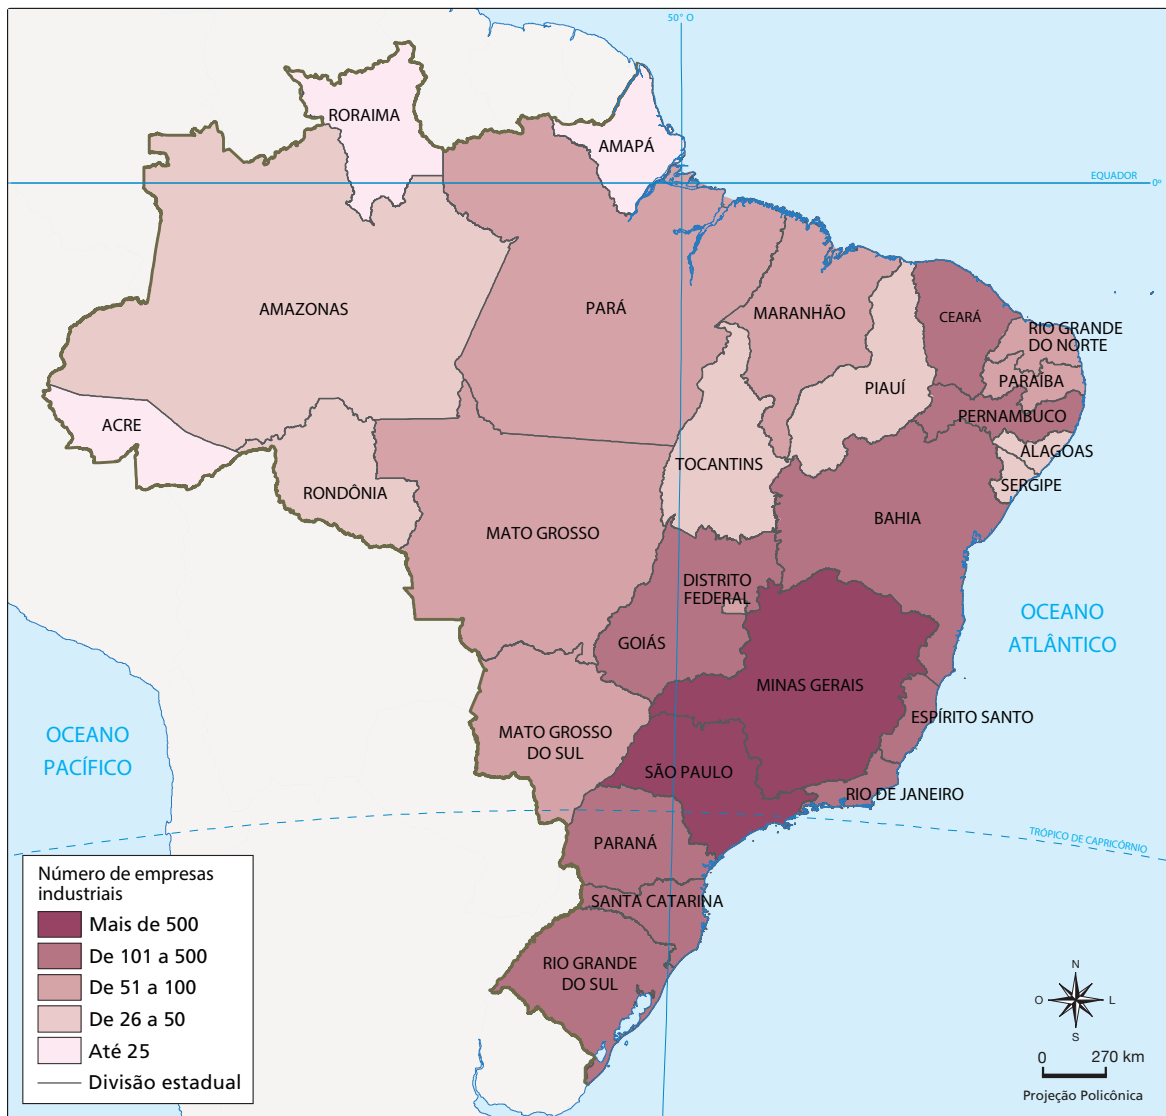 50° O
RORAIMA
AMAPÁ
EQUADOR
0°
AMAZONAS
PARÁ
MARANHÃO
CEARÁ
RIO GRANDE
DO NORTE
PARAÍBA
PIAUÍ
PERNAMBUCO
ACRE
ALAGOAS
TOCANTINS
SERGIPE
RONDÔNIA
BAHIA
MATO GROSSO
DISTRITO
FEDERAL
OCEANO
ATLÂNTICO
GOIÁS
MINAS GERAIS
ESPÍRITO SANTO
MATO GROSSO
DO SUL
OCEANO
PACÍFICO
SÃO PAULO
RIO DE JANEIRO
TRÓPICO DE CAPRICÓRNIO
PARANÁ
SANTA CATARINA
RIO GRANDE
DO SUL
Número de empresas
industriais
Mais de 500
De 101 a 500
De 51 a 100
De 26 a 50
Até 25
Divisão estadual
N
O
L
S
0
270 km
Projeção Policônica